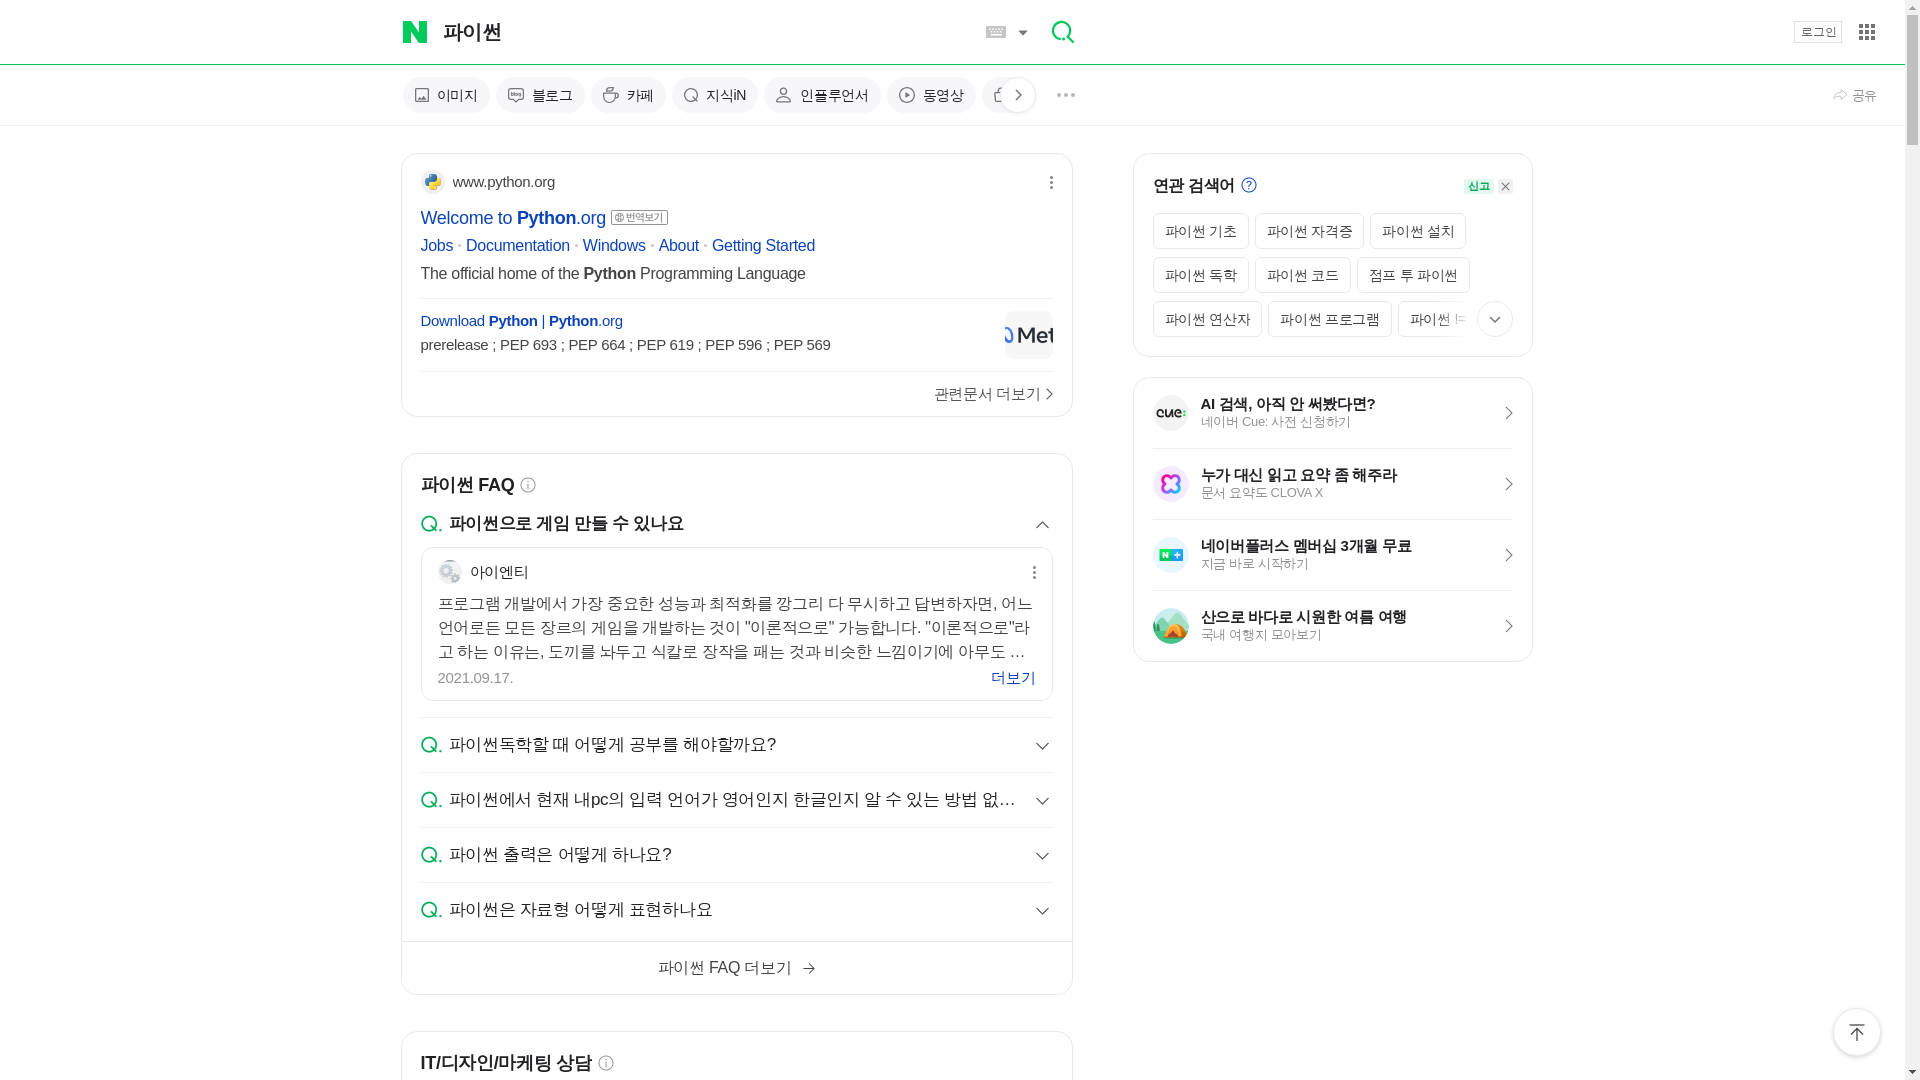 파이썬
로그인
이미지
블로그
카페
지식iN
인플루언서
동영상
공유
www.python.org
Welcome to Python.org 번역보기
Jobs · Documentation · Windows · About · Getting Started
The official home of the Python Programming Language
Download Python | Python.org
prerelease ; PEP 693 ; PEP 664 ; PEP 619 ; PEP 596 ; PEP 569
Met
관련문서 더보기
파이썬 FAQ
Q. 파이썬으로 게임 만들 수 있나요
아이엔티
프로그램 개발에서 가장 중요한 성능과 최적화를 깡그리 다 무시하고 답변하자면, 어느
언어로든 모든 장르의 게임을 개발하는 것이 "이론적으로" 가능합니다. "이론적으로"라
고 하는 이유는, 도끼를 놔두고 식칼로 장작을 패는 것과 비슷한 느낌이기에 아무도 ...
2021.09.17.
더보기
Q. 파이썬독학할 때 어떻게 공부를 해야할까요?
Q. 파이썬에서 현재 내pc의 입력 언어가 영어인지 한글인지 알 수 있는 방법 없...
Q. 파이썬 출력은 어떻게 하나요?
Q. 파이썬은 자료형 어떻게 표현하나요
파이썬 FAQ 더보기
IT/디자인/마케팅 상담
연관 검색어
신고
파이썬 기초
파이썬 자격증
파이썬 설치
파이썬 독학
파이썬 코드
점프 투 파이썬
파이썬 연산자
파이썬 프로그램
파이썬 !=
cue:
AI 검색, 아직 안 써봤다면?
네이버 Cue: 사전 신청하기
누가 대신 읽고 요약 좀 해주라
문서 요약도 CLOVA X
N+
네이버플러스 멤버십 3개월 무료
지금 바로 시작하기
산으로 바다로 시원한 여름 여행
국내 여행지 모아보기